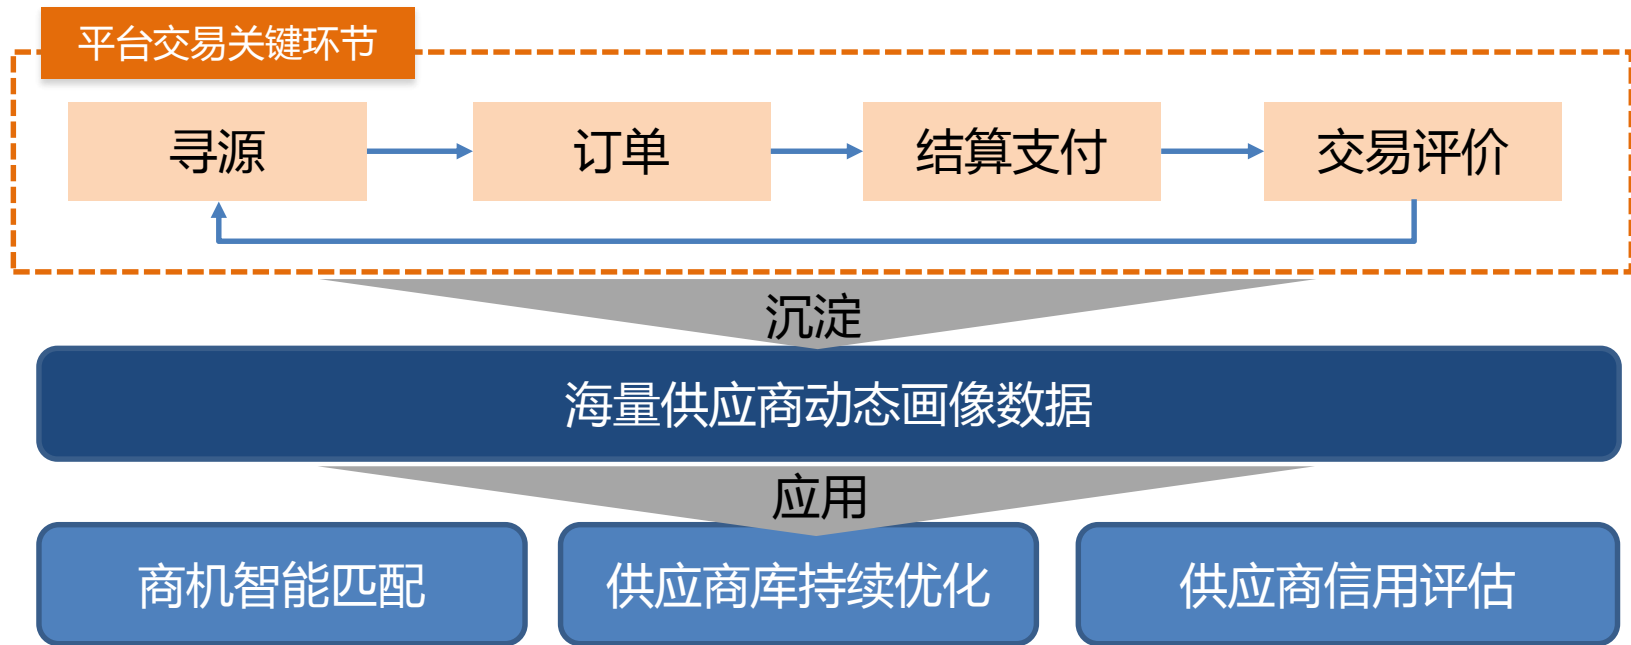 平台交易关键环节
寻源
订单
结算支付
交易评价
沉淀
海量供应商动态画像数据
应用
商机智能匹配
供应商库持续优化
供应商信用评估